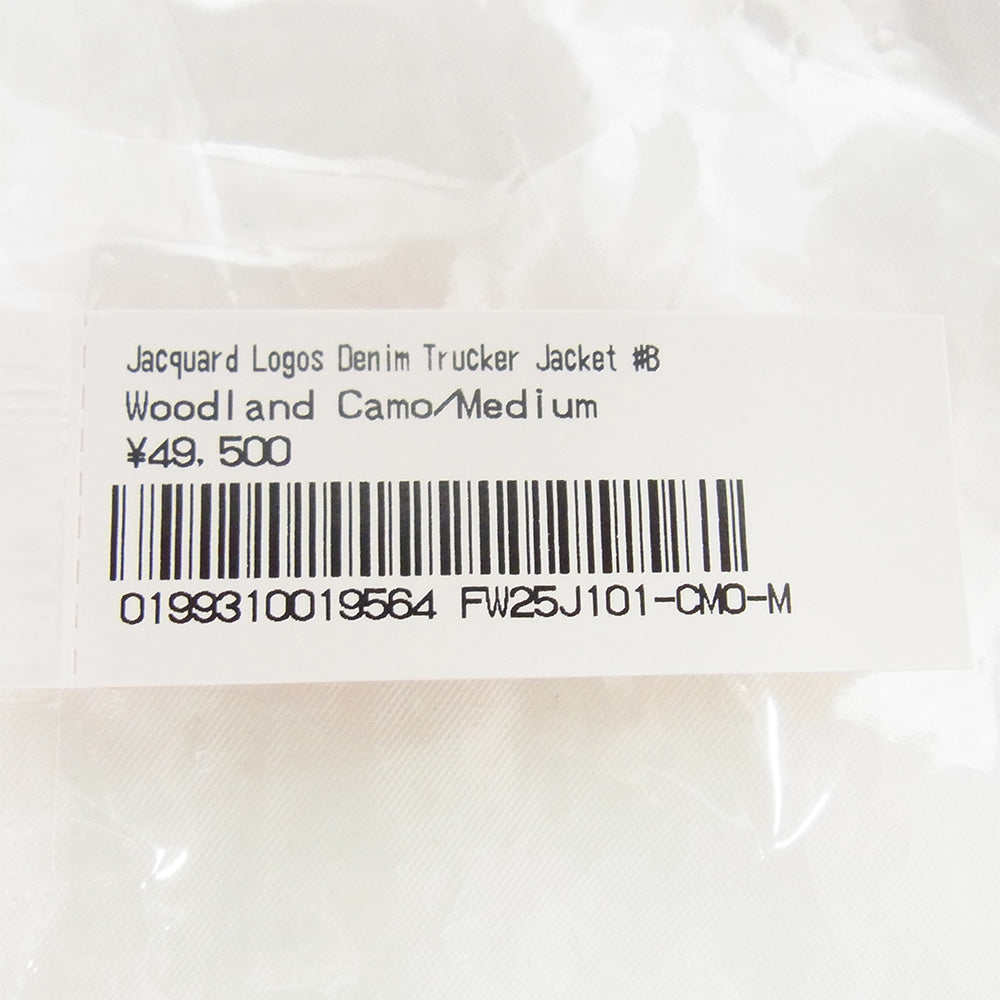 Jacquard Logos Denim Trucker Jacket #B
Woodland Camo/Medium
¥49,500
0199310019564 FW25J101-CMO-M